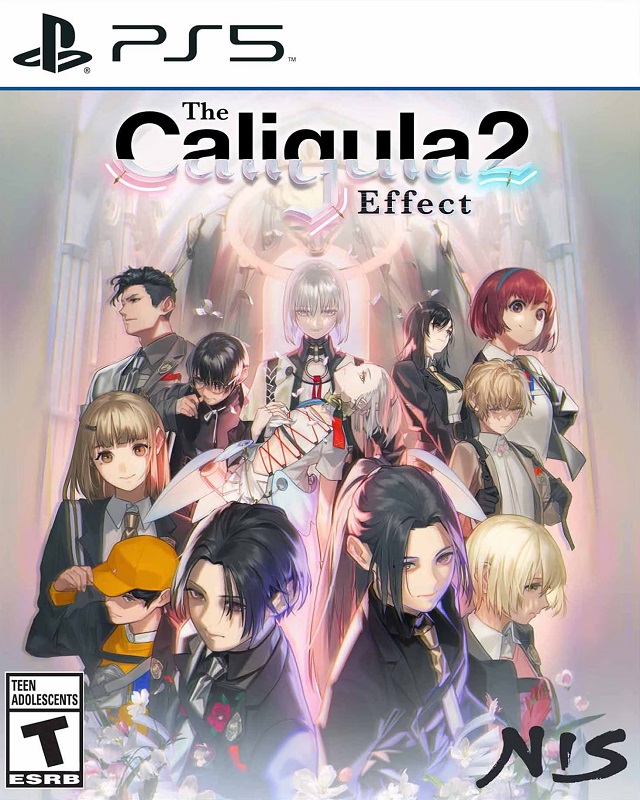 PS5
The
Caligula2
Effect
TEEN
ADOLESCENTS
T
ESRB
NIS